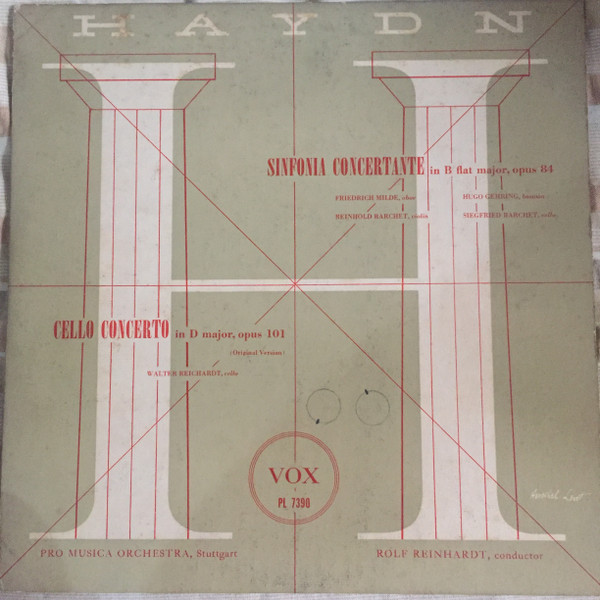 HAYDN
SINFONIA CONCERTANTE in B flat major, opus 84
FRIEDRICH MILDE, oboe
HUGO GEHRING, bassoon
REINHOLD BARCHET, violin
SIEGFRIED BARCHET, cello
CELLO CONCERTO in D major, opus 101
(Original Version)
WALTER REICHARDT, cello
VOX
PL 7390
PRO MUSICA ORCHESTRA, Stuttgart
ROLF REINHARDT, conductor